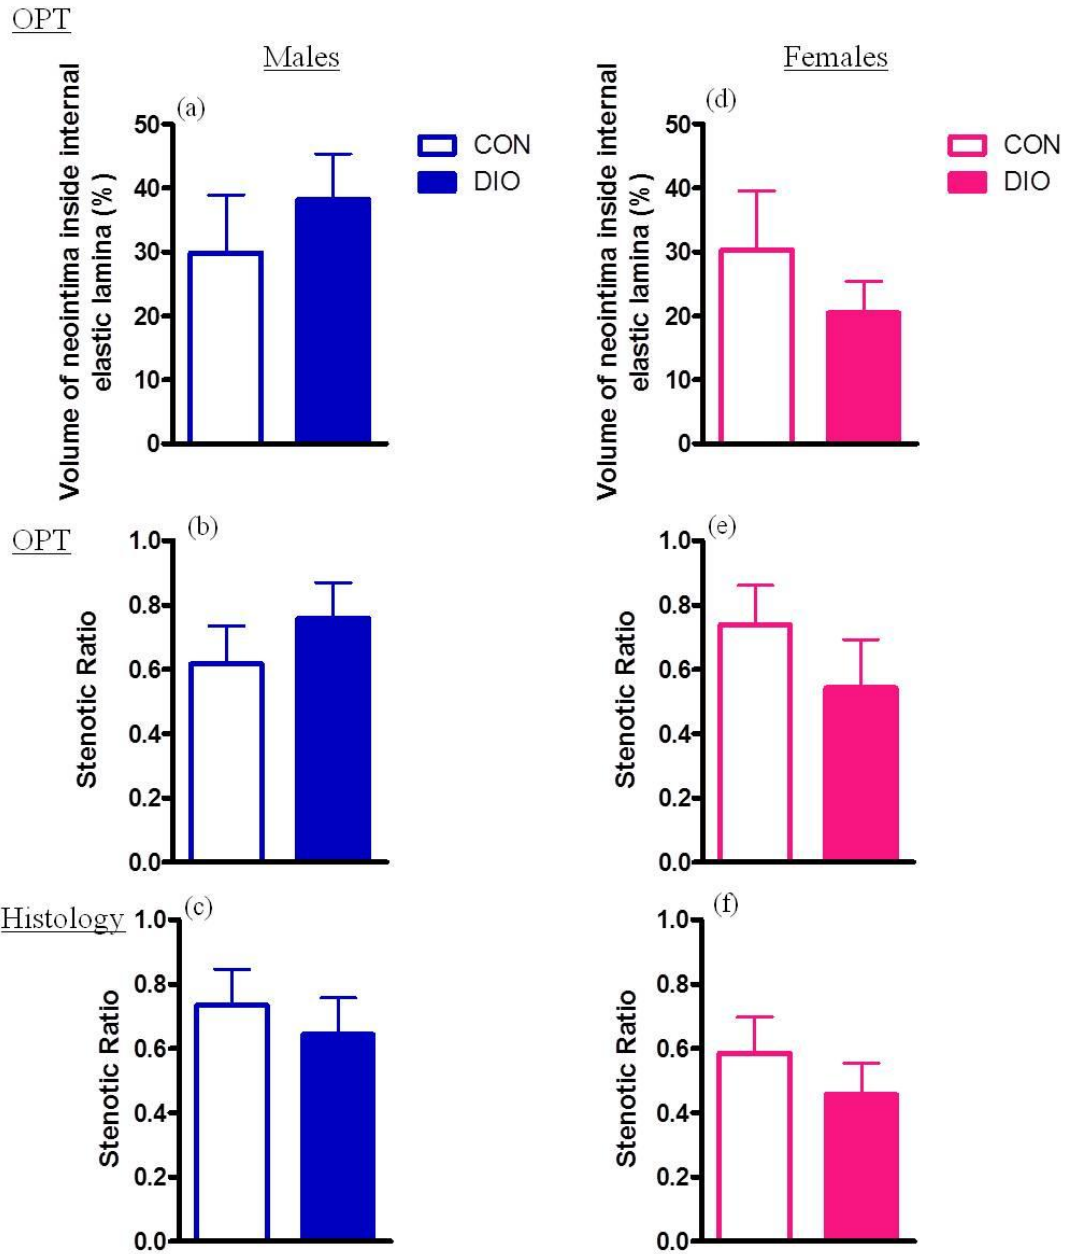 OPT
Males
Females
(a)
Volume of neointima inside internal
elastic lamina (%)
50
40
30
20
10
0
CON
DIO
(d)
Volume of neointima inside internal
elastic lamina (%)
50
40
30
20
10
0
CON
DIO
OPT
(b)
Stenotic Ratio
1.0
0.8
0.6
0.4
0.2
0.0
(e)
Stenotic Ratio
1.0
0.8
0.6
0.4
0.2
0.0
Histology
(c)
Stenotic Ratio
1.0
0.8
0.6
0.4
0.2
0.0
(f)
Stenotic Ratio
1.0
0.8
0.6
0.4
0.2
0.0